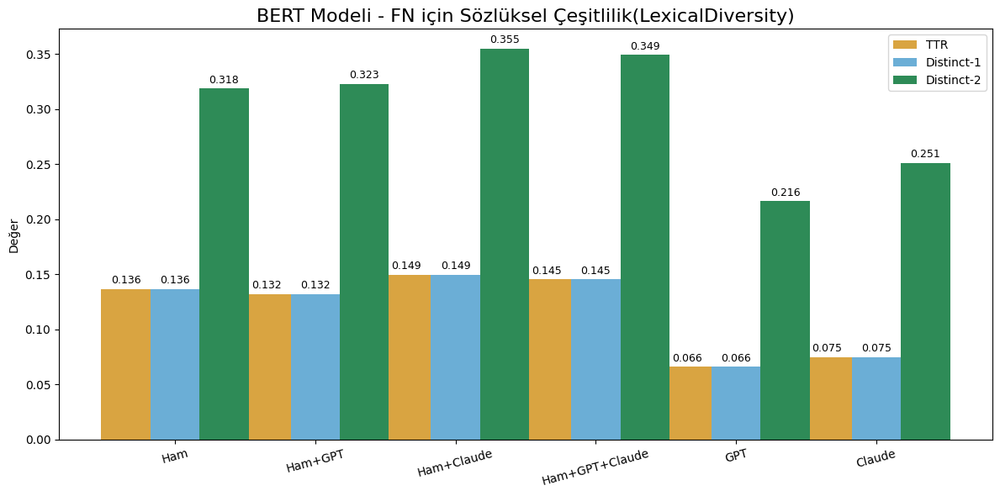 BERT Modeli - FN için Sözlüksel Çeşitlilik(LexicalDiversity)
TTR
Distinct-1
Distinct-2
Değer
0.35
0.30
0.25
0.20
0.15
0.10
0.05
0.00
0.136
0.136
0.318
0.132
0.132
0.323
0.149
0.149
0.355
0.145
0.145
0.349
0.066
0.066
0.216
0.075
0.075
0.251
Ham
Ham+GPT
Ham+Claude
Ham+GPT+Claude
GPT
Claude